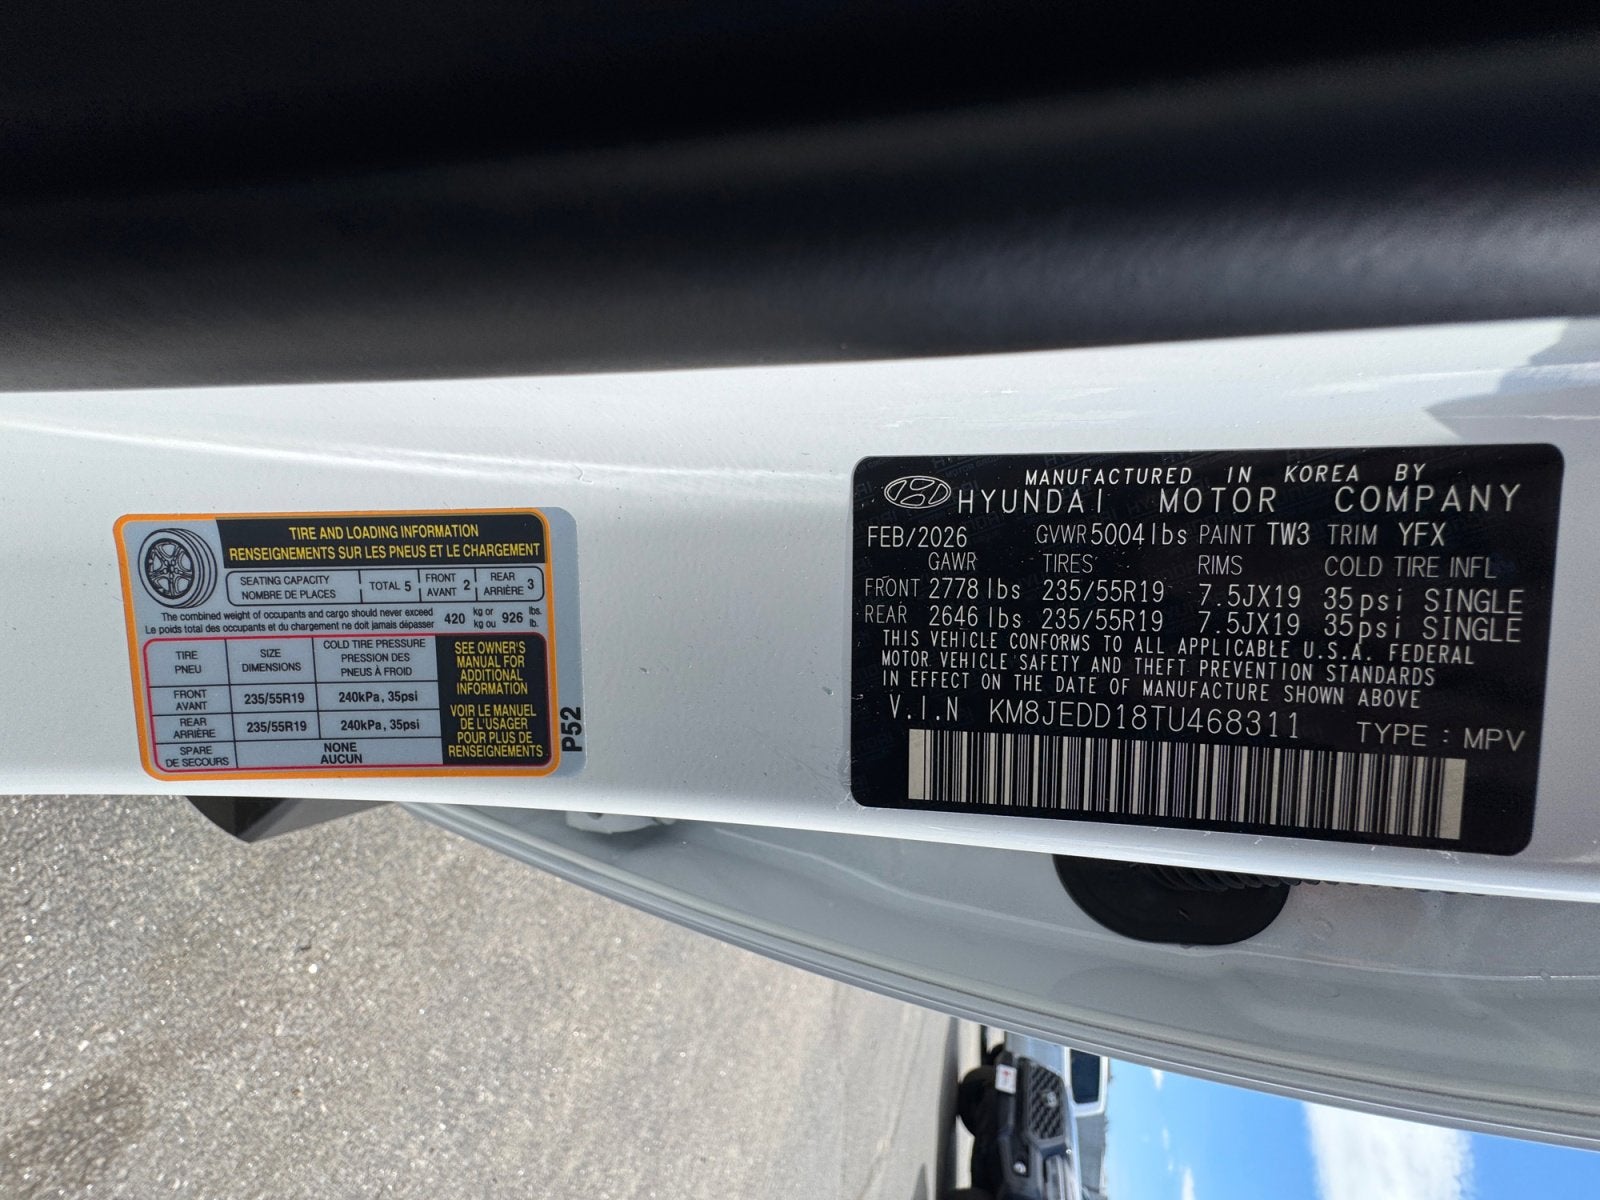 TIRE AND LOADING INFORMATION
RENSEIGNEMENTS SUR LES PNEUS ET LE CHARGEMENT
SEATING CAPACITY
NOMBRE DE PLACES
TOTAL 5
FRONT
AVANT 2
REAR
ARRIÈRE 3
The combined weight of occupants and cargo should never exceed
Le poids total des occupants et du chargement ne doit jamais dépasser
420 kg or
kg ou 926 lbs.
lb.
TIRE
PNEU
SIZE
DIMENSIONS
COLD TIRE PRESSURE
PRESSION DES
PNEUS À FROID
FRONT
AVANT
235/55R19
240kPa, 35psi
REAR
ARRIÈRE
235/55R19
240kPa, 35psi
SPARE
DE SECOURS
NONE
AUCUN
SEE OWNER'S
MANUAL FOR
ADDITIONAL
INFORMATION
VOIR LE MANUEL
DE L'USAGER
POUR PLUS DE
RENSEIGNEMENTS
P52
MANUFACTURED IN KOREA BY
HYUNDAI MOTOR COMPANY
FEB/2026 GVWR 5004lbs PAINT TW3 TRIM YFX
GAWR TIRES RIMS COLD TIRE INFL
FRONT 2778lbs 235/55R19 7.5JX19 35psi SINGLE
REAR 2646lbs 235/55R19 7.5JX19 35psi SINGLE
THIS VEHICLE CONFORMS TO ALL APPLICABLE U.S.A. FEDERAL
MOTOR VEHICLE SAFETY AND THEFT PREVENTION STANDARDS
IN EFFECT ON THE DATE OF MANUFACTURE SHOWN ABOVE
V.I.N KM8JEDD18TU468311 TYPE : MPV